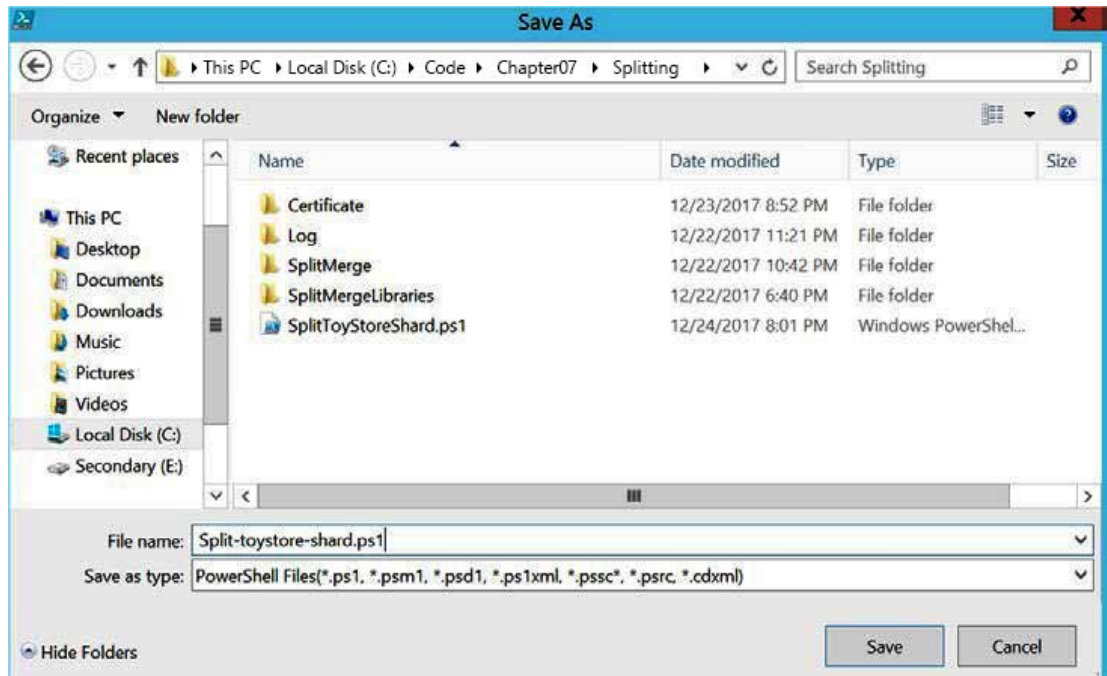 Save As
This PC Local Disk (C:) Code Chapter07 Splitting
Search Splitting
Organize New folder
Name Date modified Type Size
Recent places
This PC
Desktop
Documents
Downloads
Music
Pictures
Videos
Local Disk (C:)
Secondary (E:)
Certificate 12/23/2017 8:52 PM File folder
Log 12/22/2017 11:21 PM File folder
SplitMerge 12/22/2017 10:42 PM File folder
SplitMergeLibraries 12/22/2017 6:40 PM File folder
SplitToyStoreShard.ps1 12/24/2017 8:01 PM Windows PowerShel...
File name: Split-toystore-shard.ps1
Save as type: PowerShell Files(*.ps1, *.psm1, *.psd1, *.ps1xml, *.pssc*, *.psrc, *.cdxml)
Hide Folders
Save Cancel